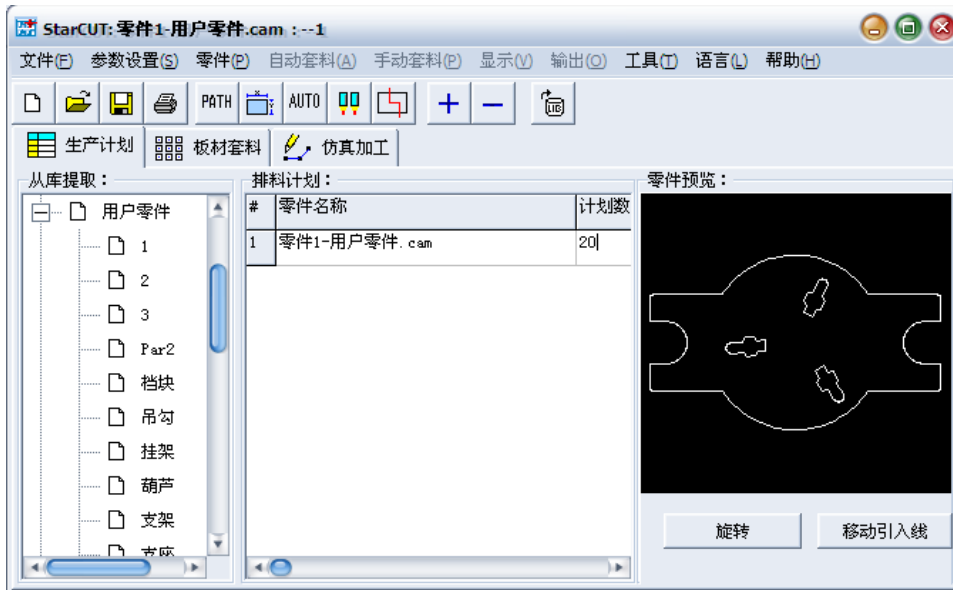 StarCUT: 零件1-用户零件.cam :--1
文件(F) 参数设置(S) 零件(P) 自动套料(A) 手动套料(P) 显示(V) 输出(O) 工具(T) 语言(L) 帮助(H)
PATH X Y AUTO LIB
生产计划 板材套料 仿真加工
从库提取： 排料计划： 零件预览：
用户零件 # 零件名称 计划数
1 1 零件1-用户零件.cam 20
2
3
Par2
档块
吊勾
挂架
葫芦
支架
支座
旋转 移动引入线